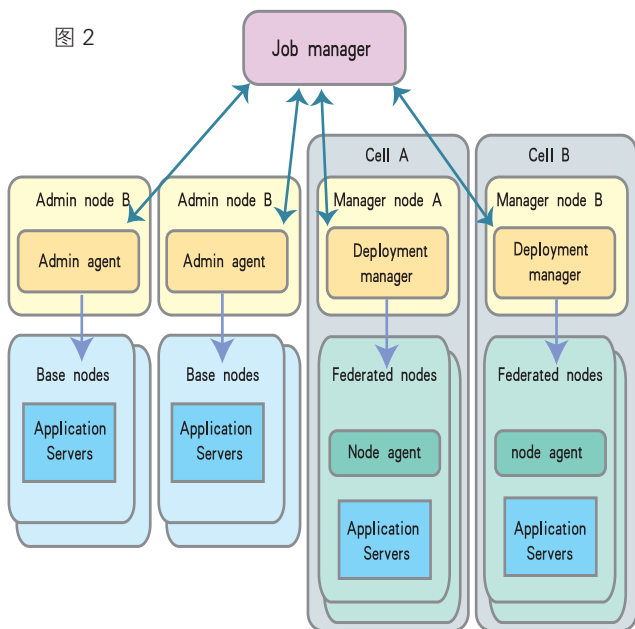 图 2
Job manager
Cell A
Cell B
Admin node B
Admin node B
Manager node A
Manager node B
Admin agent
Admin agent
Deployment
manager
Deployment
manager
Base nodes
Base nodes
Federated nodes
Federated nodes
Application
Servers
Application
Servers
Node agent
node agent
Application
Servers
Application
Servers